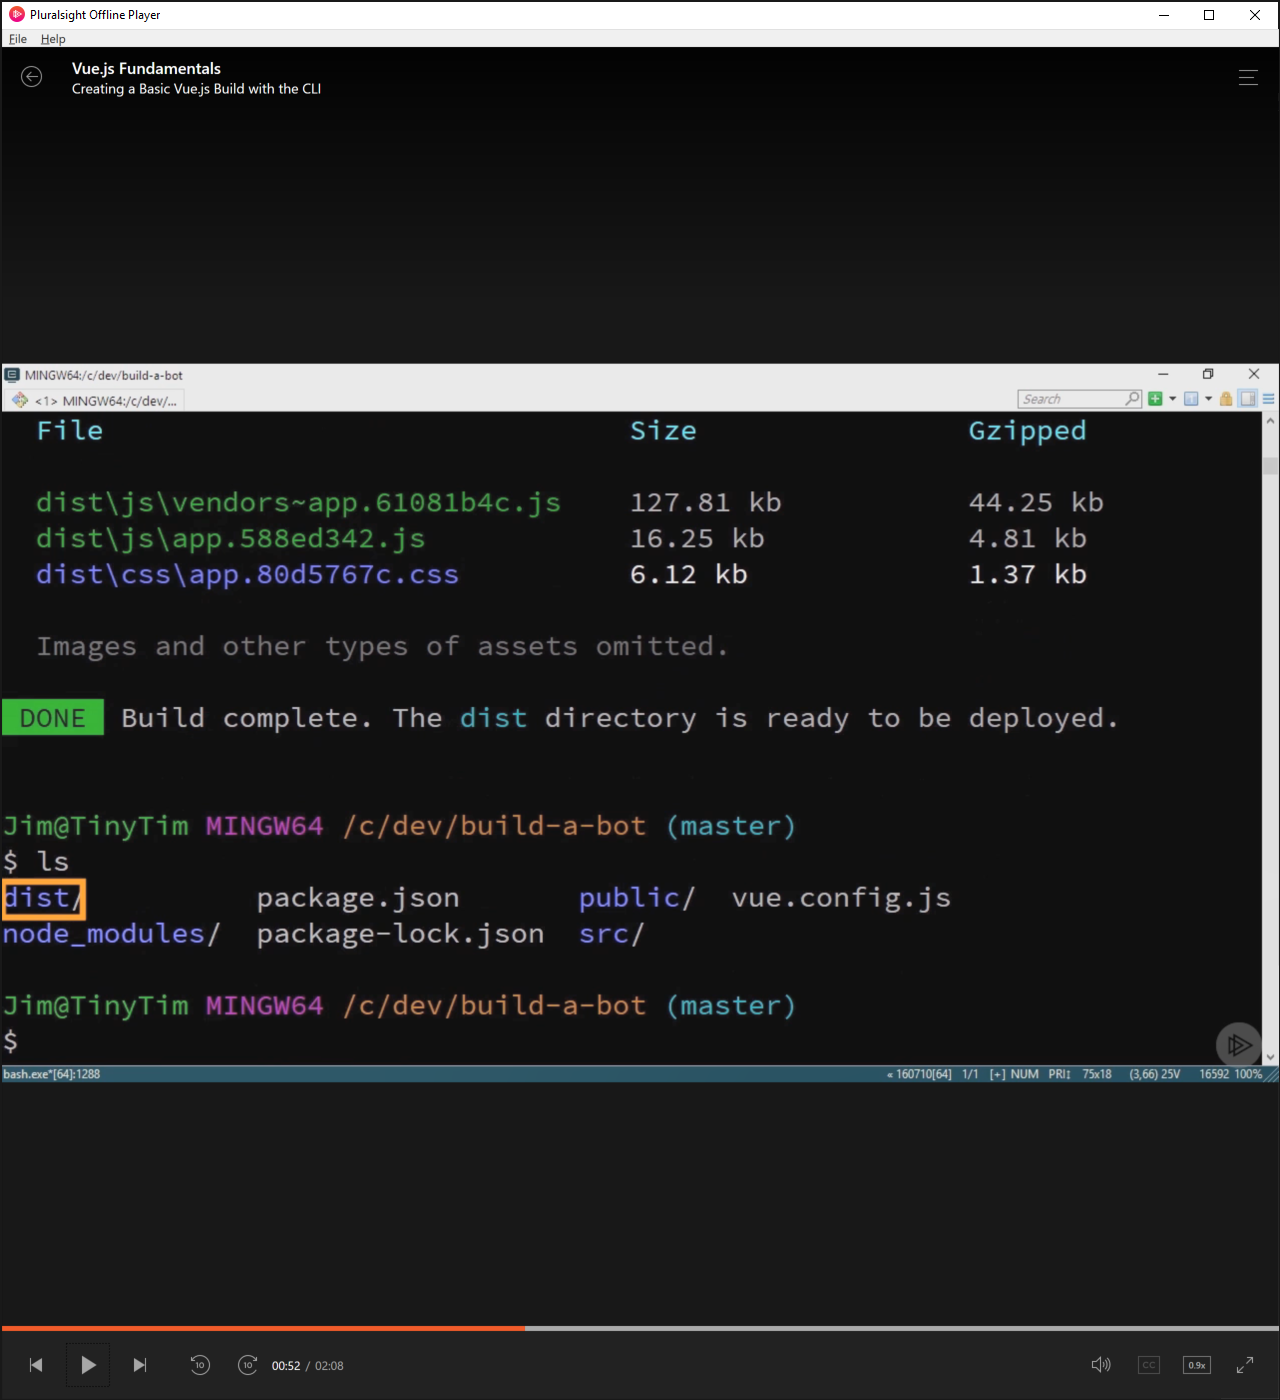 Pluralsight Offline Player
File Help
Vue.js Fundamentals
Creating a Basic Vue.js Build with the CLI
MINGW64:/c/dev/build-a-bot
<1> MINGW64:/c/dev/... Search
File Size Gzipped
dist\js\vendors~app.61081b4c.js 127.81 kb 44.25 kb
dist\js\app.588ed342.js 16.25 kb 4.81 kb
dist\css\app.80d5767c.css 6.12 kb 1.37 kb
Images and other types of assets omitted.
DONE Build complete. The dist directory is ready to be deployed.
Jim@TinyTim MINGW64 /c/dev/build-a-bot (master)
$ ls
dist/ package.json public/ vue.config.js
node_modules/ package-lock.json src/
Jim@TinyTim MINGW64 /c/dev/build-a-bot (master)
$
bash.exe*[64]:1288 « 160710[64] 1/1 [+] NUM PRI↕ 75x18 (3,66) 25V 16592 100%
10 10 00:52 / 02:08 CC 0.9x